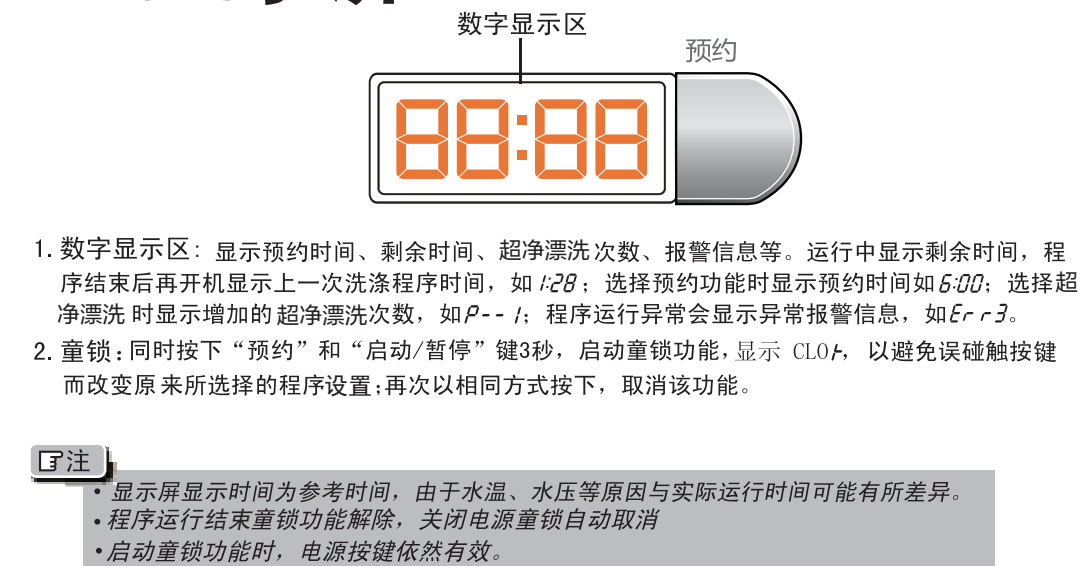 数字显示区
预约
88:88
1. 数字显示区：显示预约时间、剩余时间、超净漂洗次数、报警信息等。运行中显示剩余时间，程
序结束后再开机显示上一次洗涤程序时间，如1:28；选择预约功能时显示预约时间如6:00；选择超
净漂洗时显示增加的超净漂洗次数，如P--1；程序运行异常会显示异常报警信息，如Err3。
2. 童锁：同时按下“预约”和“启动/暂停”键3秒，启动童锁功能，显示 CLOt，以避免误碰触按键
而改变原来所选择的程序设置；再次以相同方式按下，取消该功能。
注
•显示屏显示时间为参考时间，由于水温、水压等原因与实际运行时间可能有所差异。
•程序运行结束童锁功能解除，关闭电源童锁自动取消
•启动童锁功能时，电源按键依然有效。